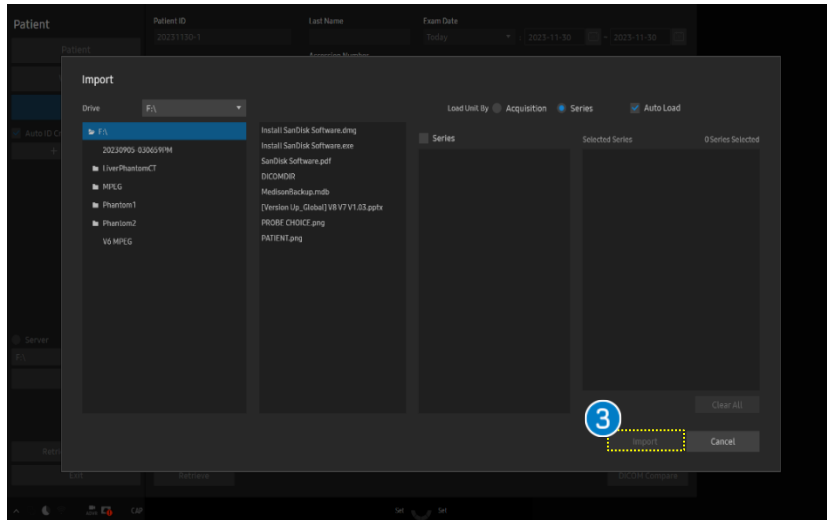 Patient
Patient ID
Last Name
Exam Date
20231130-1
Today
: 2023-11-30
~ 2023-11-30
Patient
Accession Number
Import
Drive
F:\
Load Unit By
Acquisition
Series
Auto Load
Auto ID Cr
+
F:\
20230905-030659PM
LiverPhantomCT
MPEG
Phantom1
Phantom2
V6 MPEG
Install SanDisk Software.dmg
Install SanDisk Software.exe
SanDisk Software.pdf
DICOMDIR
MedisonBackup.mdb
[Version Up_Global] V8 V7 V1.03.pptx
PROBE CHOICE.png
PATIENT.png
Series
Selected Series
0 Series Selected
Server
F:\
Clear All
3
Import
Cancel
Retri
Exit
Retrieve
DICOM Compare
CAP
Set
Set